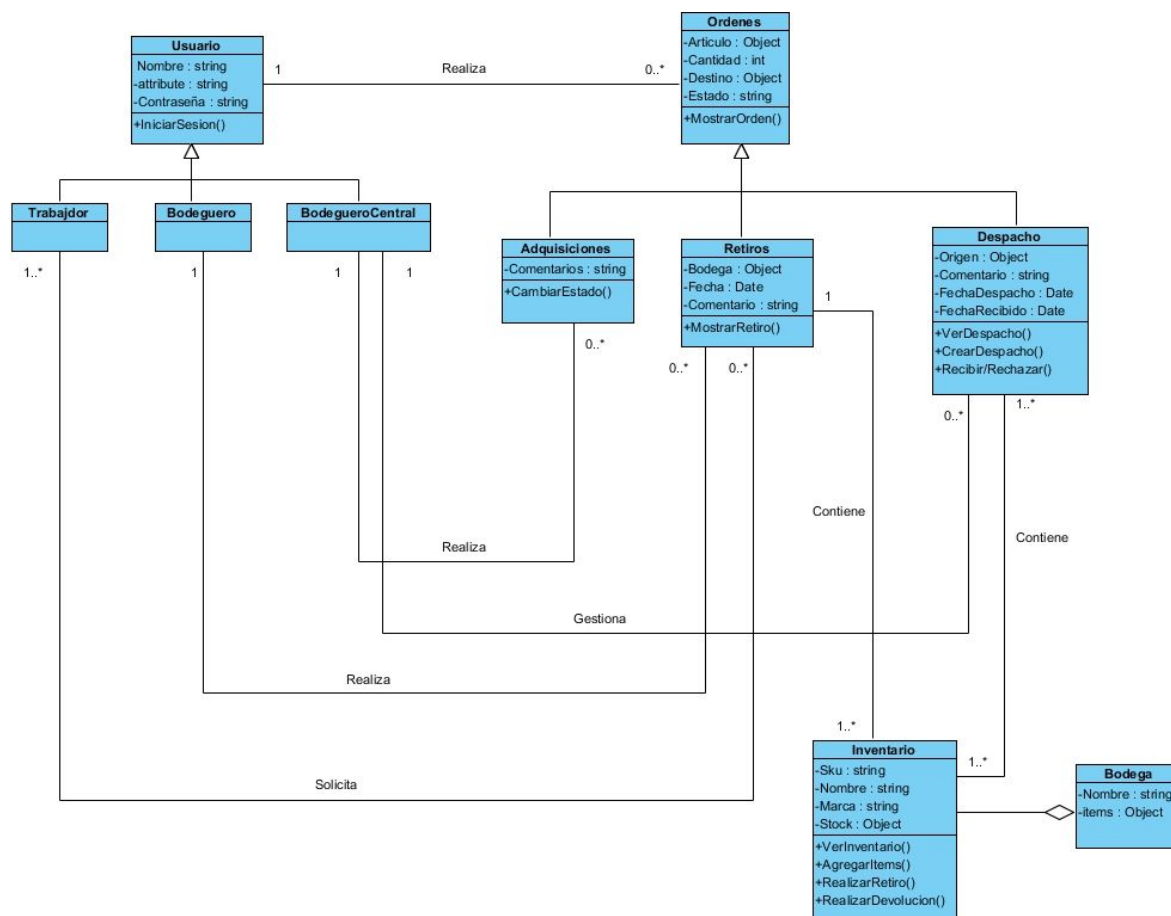 Usuario
Nombre : string
-attribute : string
-Contraseña : string
+IniciarSesion()
1
Realiza
0..*
Ordenes
-Articulo : Object
-Cantidad : int
-Destino : Object
-Estado : string
+MostrarOrden()
Trabajdor
1..*
Bodeguero
1
BodegueroCentral
1
1
Adquisiciones
-Comentarios : string
+CambiarEstado()
0..*
Retiros
-Bodega : Object
-Fecha : Date
-Comentario : string
+MostrarRetiro()
1
0..*
0..*
Despacho
-Origen : Object
-Comentario : string
-FechaDespacho : Date
-FechaRecibido : Date
+VerDespacho()
+CrearDespacho()
+Recibir/Rechazar()
0..*
1..*
Contiene
Contiene
Realiza
Gestiona
Realiza
Solicita
1..*
1..*
Inventario
-Sku : string
-Nombre : string
-Marca : string
-Stock : Object
+VerInventario()
+AgregarItems()
+RealizarRetiro()
+RealizarDevolucion()
Bodega
-Nombre : string
-items : Object